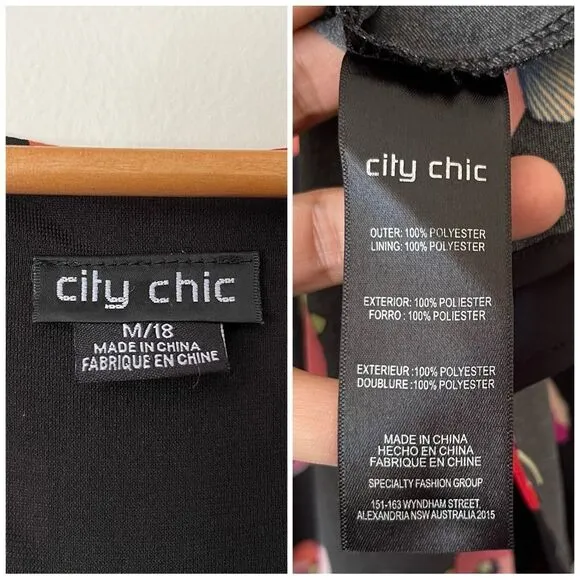 city chic
M/18
MADE IN CHINA
FABRIQUE EN CHINE
city chic
OUTER: 100% POLYESTER
LINING: 100% POLYESTER
EXTERIOR: 100% POLIESTER
FORRO: 100% POLIESTER
EXTERIEUR: 100% POLYESTER
DOUBLURE: 100% POLYESTER
MADE IN CHINA
HECHO EN CHINA
FABRIQUE EN CHINE
SPECIALTY FASHION GROUP
151-163 WYNDHAM STREET,
ALEXANDRIA NSW AUSTRALIA 2015